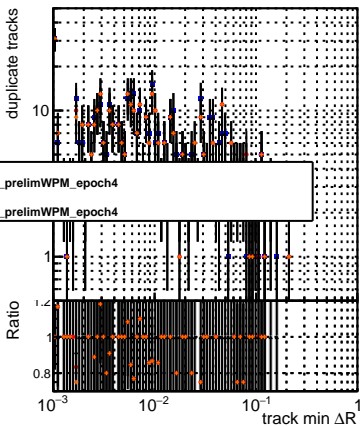 duplicate tracks
10
_prelimWPM_epoch4
_prelimWPM_epoch4
1
Ratio
1.2
1
0.8
10⁻³ 10⁻² 10⁻¹ 1
track min ΔR